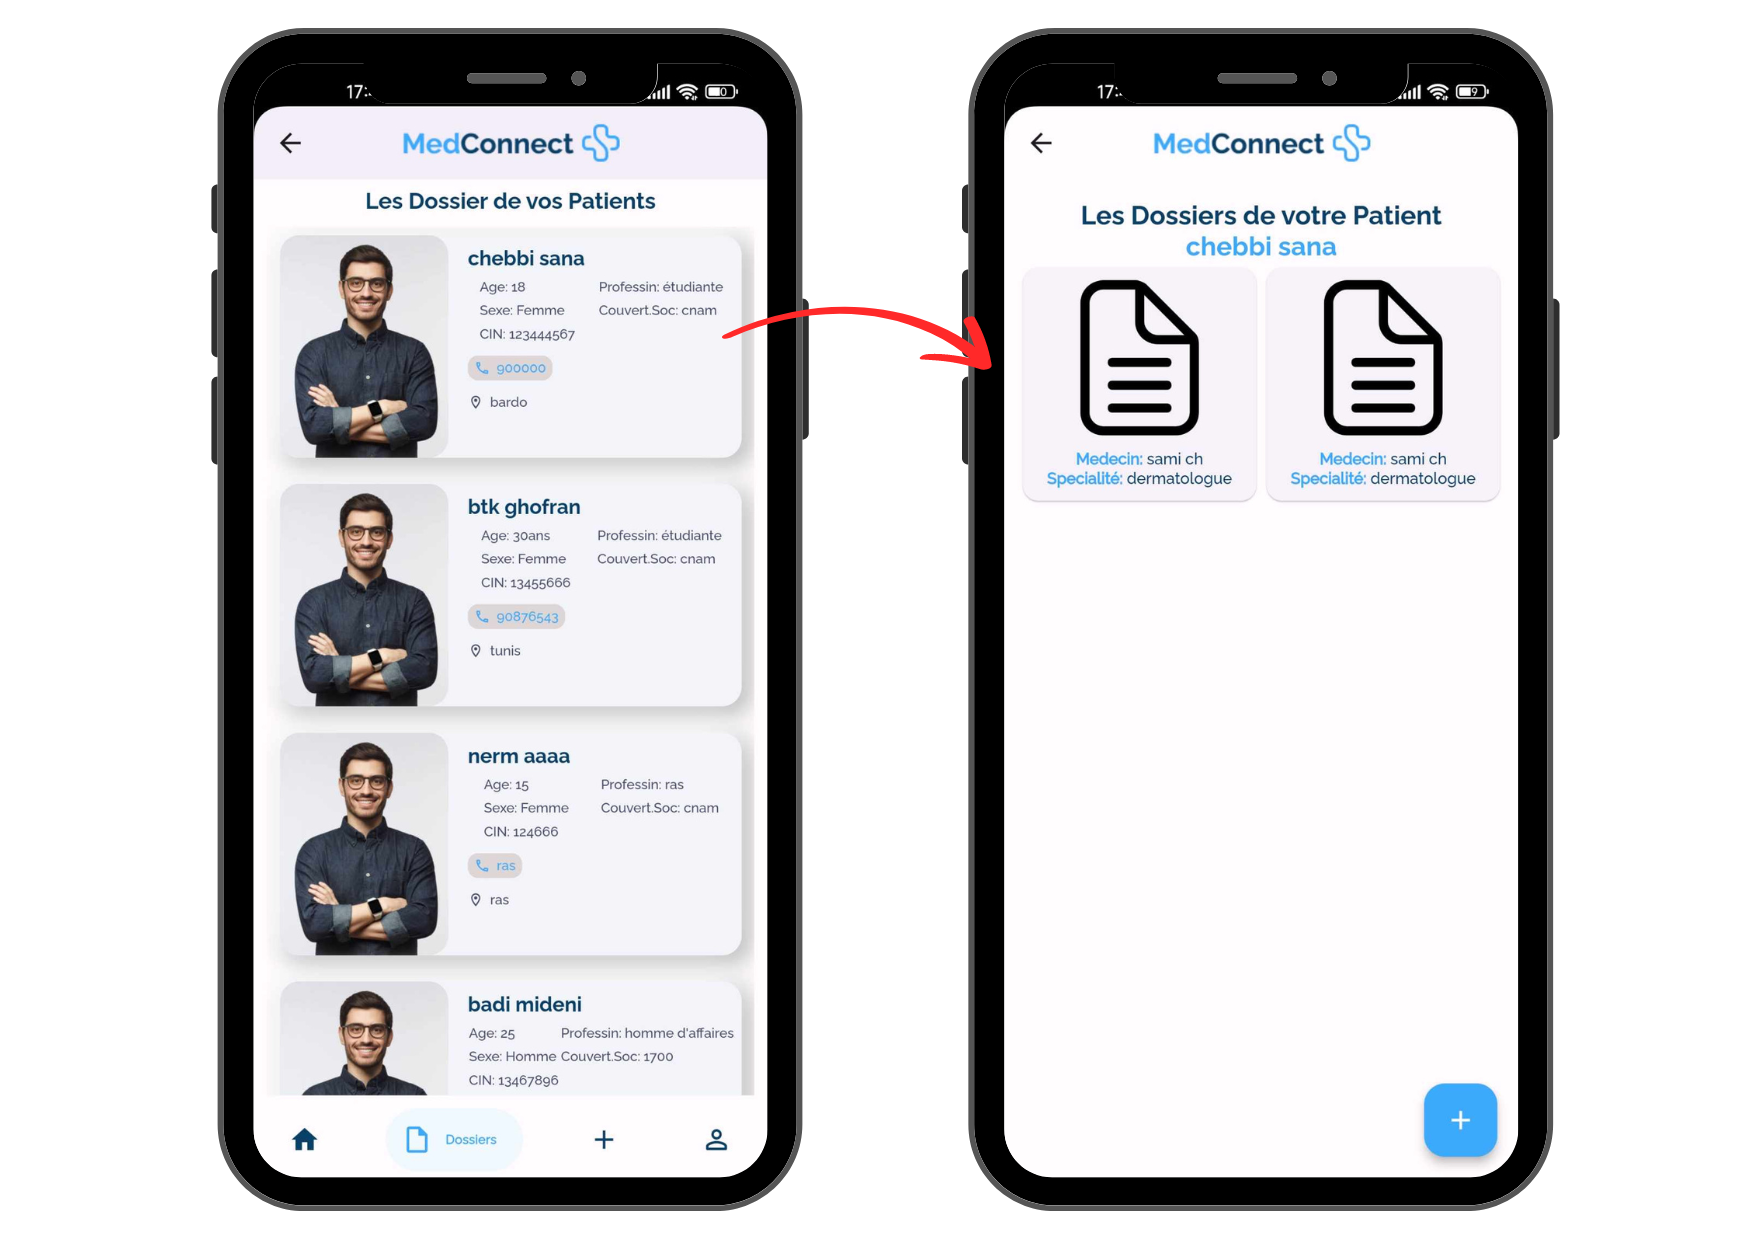 17:
0
MedConnect
Les Dossier de vos Patients
chebbi sana
Age: 18 Professin: étudiante
Sexe: Femme Couvert.Soc: cnam
CIN: 123444567
900000
bardo
btk ghofran
Age: 30ans Professin: étudiante
Sexe: Femme Couvert.Soc: cnam
CIN: 13455666
90876543
tunis
nerm aaaa
Age: 15 Professin: ras
Sexe: Femme Couvert.Soc: cnam
CIN: 124666
ras
ras
badi mideni
Age: 25 Professin: homme d'affaires
Sexe: Homme Couvert.Soc: 1700
CIN: 13467896
Dossiers
17:
9
MedConnect
Les Dossiers de votre Patient
chebbi sana
Medecin: sami ch
Specialité: dermatologue
Medecin: sami ch
Specialité: dermatologue